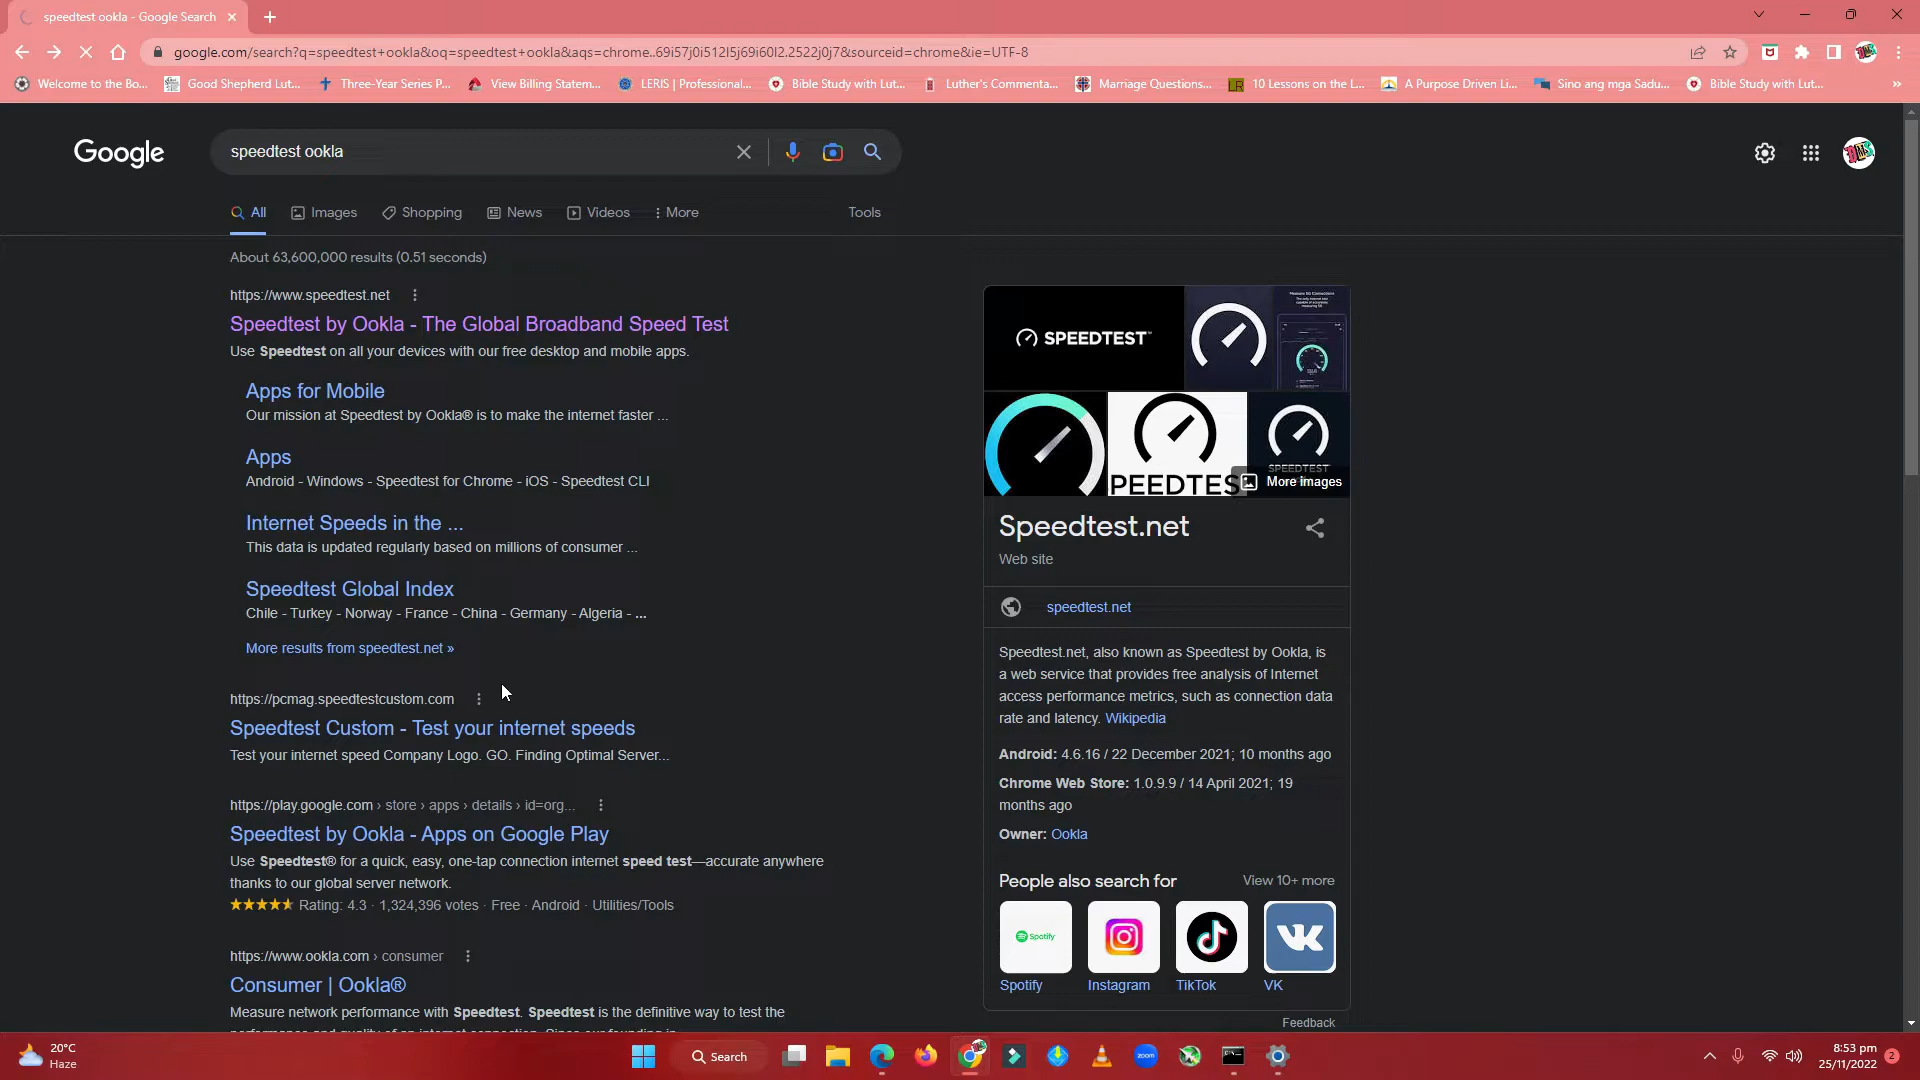 speedtest ookla - Google Search
google.com/search?q=speedtest+ookla&oq=speedtest+ookla&aqs=chrome..69i57j0i512l5j69i60l2.2522j0j7&sourceid=chrome&ie=UTF-8
Welcome to the Bo...
Good Shepherd Lut...
Three-Year Series P...
View Billing Statem...
LERIS | Professional...
Bible Study with Lut...
Luther's Commenta...
Marriage Questions...
10 Lessons on the L...
A Purpose Driven Li...
Sino ang mga Sadu...
Bible Study with Lut...
Google
speedtest ookla
All
Images
Shopping
News
Videos
More
Tools
About 63,600,000 results (0.51 seconds)
https://www.speedtest.net
Speedtest by Ookla - The Global Broadband Speed Test
Use Speedtest on all your devices with our free desktop and mobile apps.
Apps for Mobile
Our mission at Speedtest by Ookla® is to make the internet faster ...
Apps
Android - Windows - Speedtest for Chrome - iOS - Speedtest CLI
Internet Speeds in the ...
This data is updated regularly based on millions of consumer ...
Speedtest Global Index
Chile - Turkey - Norway - France - China - Germany - Algeria - ...
More results from speedtest.net »
https://pcmag.speedtestcustom.com
Speedtest Custom - Test your internet speeds
Test your internet speed Company Logo. GO. Finding Optimal Server...
https://play.google.com › store › apps › details › id=org...
Speedtest by Ookla - Apps on Google Play
Use Speedtest® for a quick, easy, one-tap connection internet speed test—accurate anywhere
thanks to our global server network.
Rating: 4.3 · 1,324,396 votes · Free · Android · Utilities/Tools
https://www.ookla.com › consumer
Consumer | Ookla®
Measure network performance with Speedtest. Speedtest is the definitive way to test the
SPEEDTEST™
PEEDTES
SPEEDTEST
More images
Speedtest.net
Web site
speedtest.net
Speedtest.net, also known as Speedtest by Ookla, is
a web service that provides free analysis of Internet
access performance metrics, such as connection data
rate and latency. Wikipedia
Android: 4.6.16 / 22 December 2021; 10 months ago
Chrome Web Store: 1.0.9.9 / 14 April 2021; 19
months ago
Owner: Ookla
People also search for
View 10+ more
Spotify
Spotify
Instagram
TikTok
VK
Feedback
20°C
Haze
Search
zoom
8:53 pm
25/11/2022
2